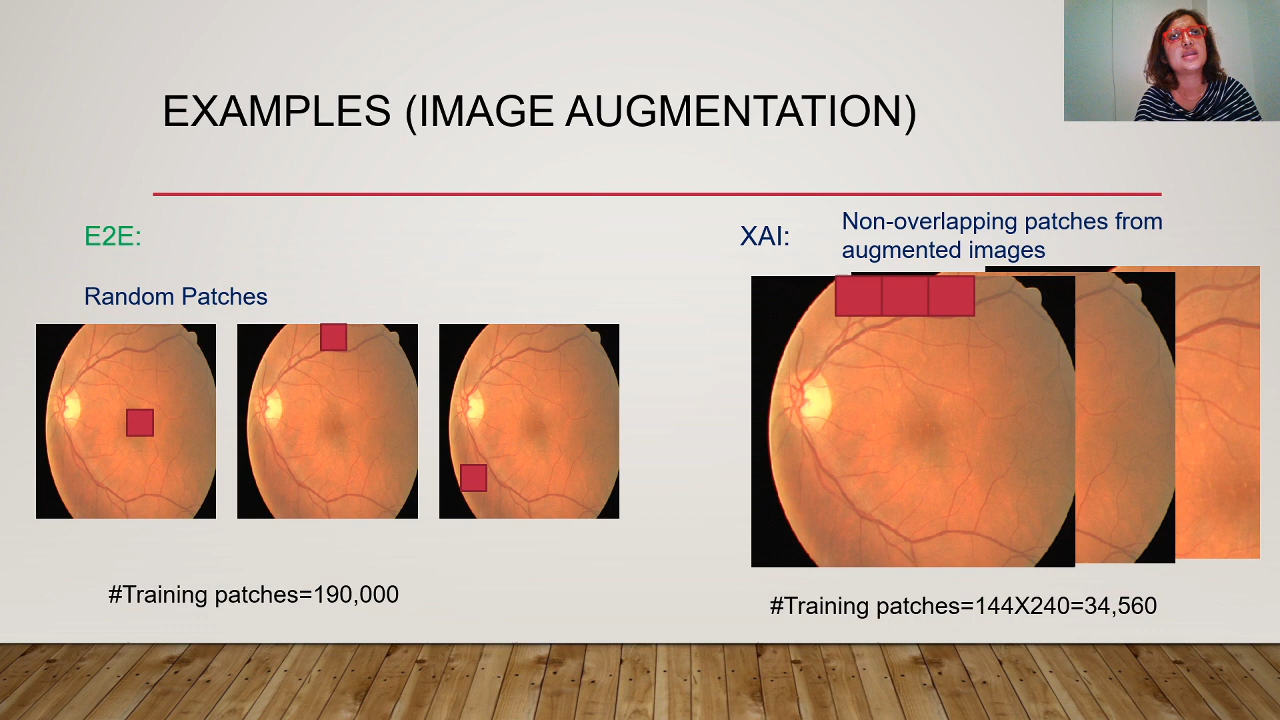 EXAMPLES (IMAGE AUGMENTATION)
E2E:
Random Patches
#Training patches=190,000
XAI:
Non-overlapping patches from
augmented images
#Training patches=144X240=34,560